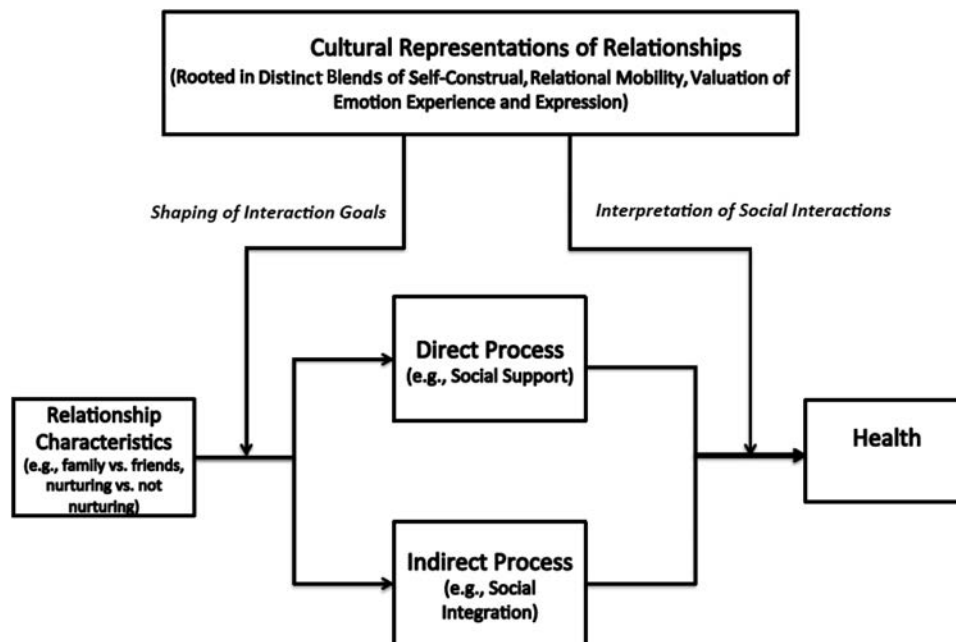 Cultural Representations of Relationships
(Rooted in Distinct Blends of Self-Construal, Relational Mobility, Valuation of
Emotion Experience and Expression)
Shaping of Interaction Goals
Interpretation of Social Interactions
Direct Process
(e.g., Social Support)
Relationship
Characteristics
(e.g., family vs. friends,
nurturing vs. not
nurturing)
Health
Indirect Process
(e.g., Social
Integration)